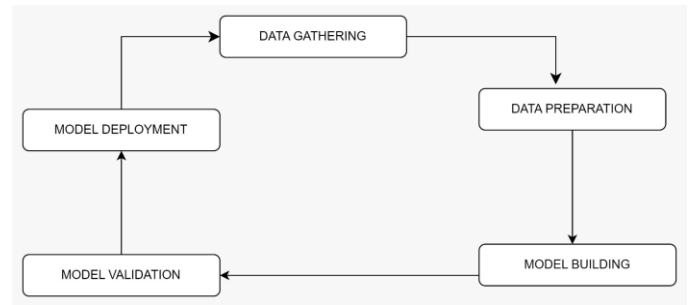 DATA GATHERING
DATA PREPARATION
MODEL BUILDING
MODEL VALIDATION
MODEL DEPLOYMENT